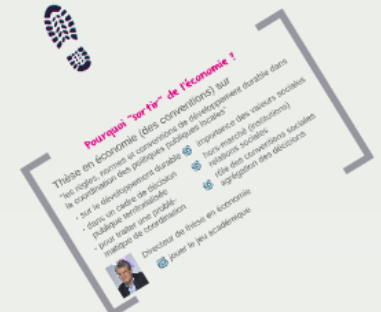 Pourquoi "sortir" de l'économie ?
Thèse en économie (des conventions) sur
"les règles, normes et conventions de développement durable dans
la coordination des politiques publiques locales"
- sur le développement durable
- dans un cadre de décision
publique territorialisée
- pour traiter une problé-
matique de coordination
importance des valeurs sociales
hors-marché (institutions)
relations sociales
rôle des conventions sociales
agrégation des décisions
Directeur de thèse en économie
jouer le jeu académique